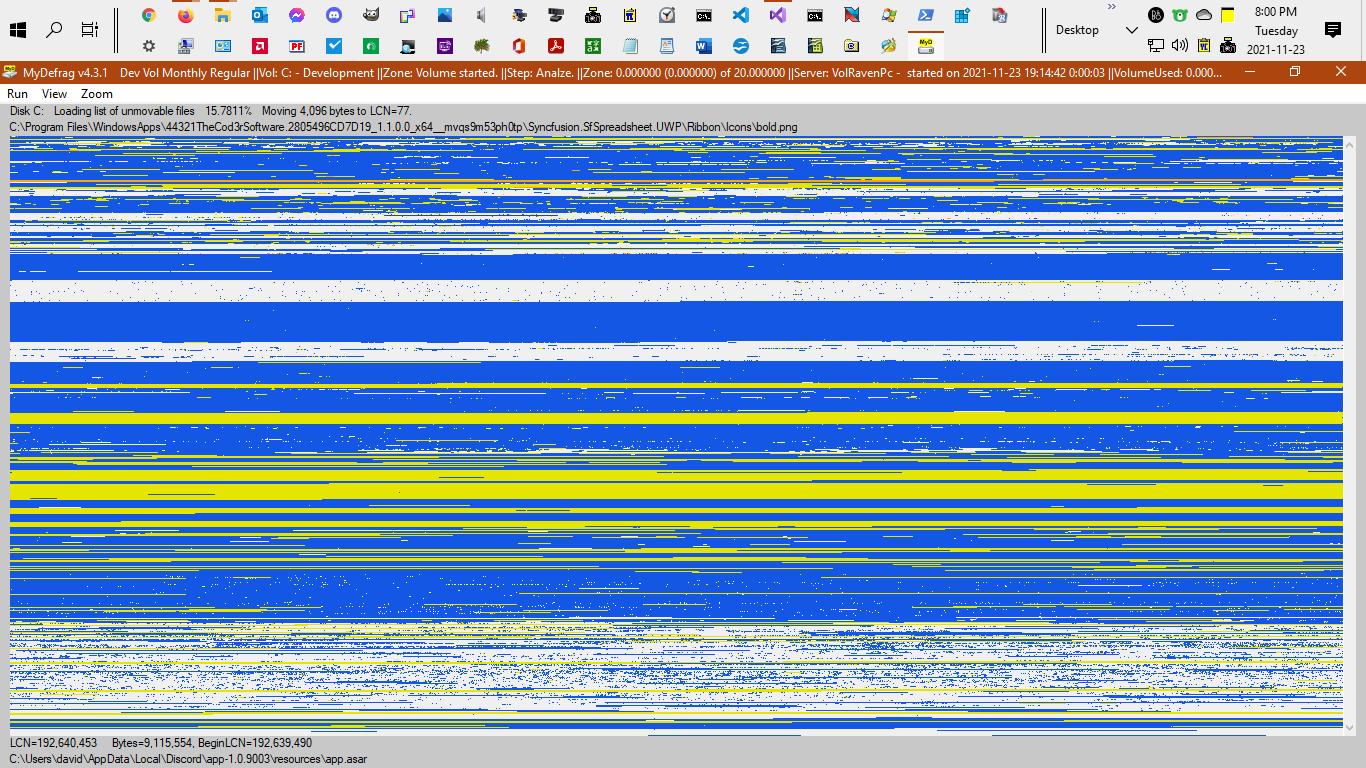 8:00 PM
Desktop
Tuesday
2021-11-23
MyDefrag v4.3.1 Dev Vol Monthly Regular ||Vol: C: - Development ||Zone: Volume started. ||Step: Analze. ||Zone: 0.000000 (0.000000) of 20.000000 ||Server: VolRavenPc - started on 2021-11-23 19:14:42 0:00:03 ||VolumeUsed: 0.000...
Run View Zoom
Disk C: Loading list of unmovable files 15.7811% Moving 4,096 bytes to LCN=77.
C:\Program Files\WindowsApps\44321TheCod3rSoftware.2805496CD7D19_1.1.0.0_x64__mvqs9m53ph0tp\Syncfusion.SfSpreadsheet.UWP\Ribbon\Icons\bold.png
LCN=192,640,453 Bytes=9,115,554, BeginLCN=192,639,490
C:\Users\david\AppData\Local\Discord\app-1.0.9003\resources\app.asar